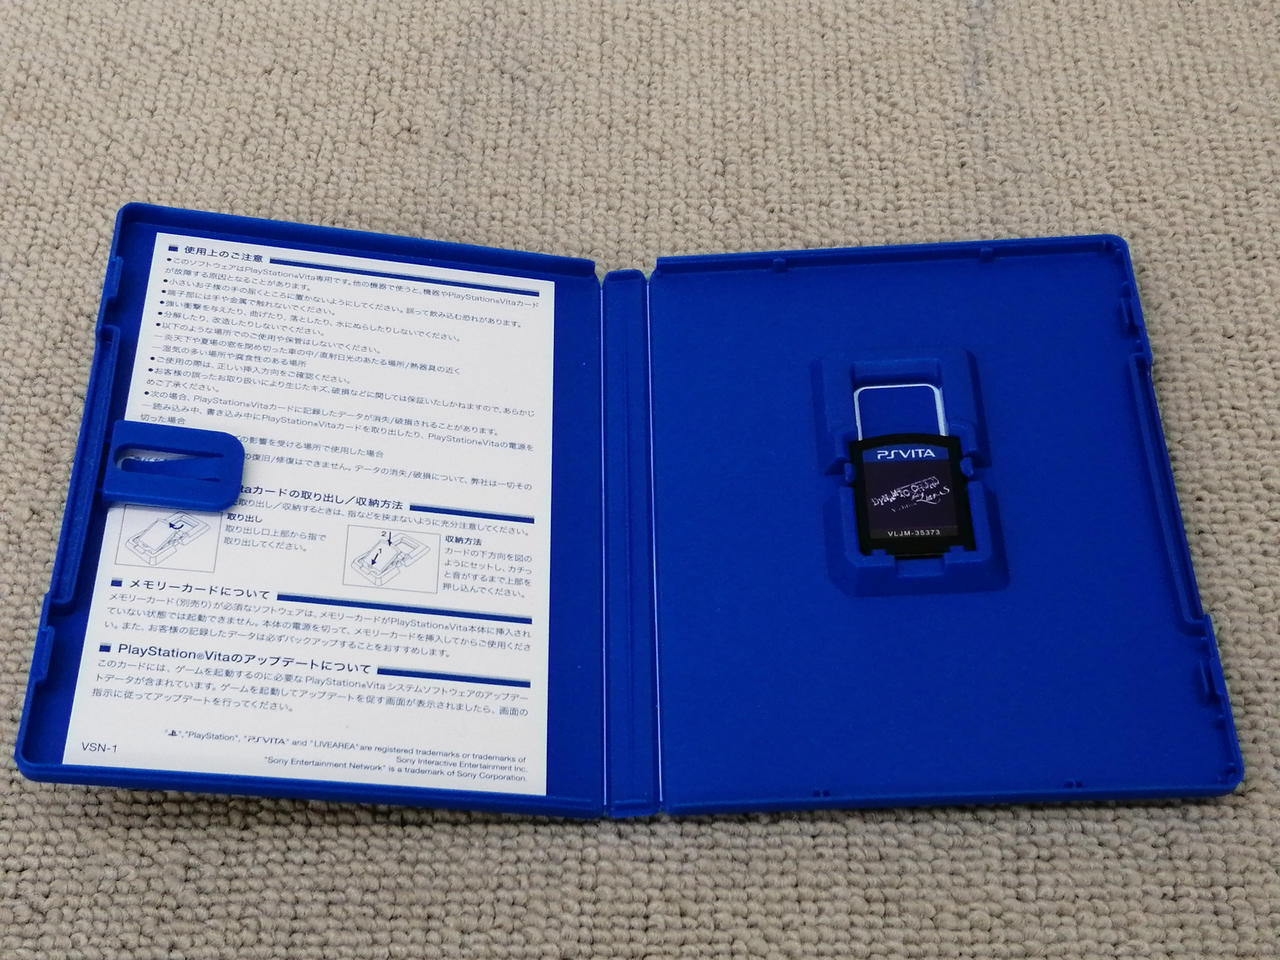 ■ 使用上のご注意
●このソフトウェアはPlayStation®Vita専用です。他の機器で使うと、機器やPlayStation®Vitaカード
が故障する原因となることがあります。
●小さいお子様の手の届くところに置かないようにしてください。誤って飲み込む恐れがあります。
●端子部には手や金属で触れないでください。
●強い衝撃を与えたり、曲げたり、落としたり、水にぬらしたりしないでください。
●分解したり、改造したりしないでください。
●以下のような場所でのご使用や保管はしないでください。
―炎天下や夏場の窓を閉め切った車の中/直射日光のあたる場所/熱器具の近く
―湿気の多い場所や腐食性のある場所
●ご使用の際は、正しい挿入方向をご確認ください。
●お客様の誤ったお取り扱いにより生じたキズ、破損などに関しては保証いたしかねますので、あらかじ
めご了承ください。
●次の場合、PlayStation®Vitaカードに記録したデータが消失/破損されることがあります。
―読み込み中、書き込み中にPlayStation®Vitaカードを取り出したり、PlayStation®Vitaの電源を
切った場合
の影響を受ける場所で使用した場合
の復旧/修復はできません。データの消失/破損について、弊社は一切その
itaカードの取り出し／収納方法
取り出し／収納するときは、指などを挟まないように充分注意してください。
取り出し
取り出し口上部から指で
取り出してください。
2
1
収納方法
カードの下方向を図の
ようにセットし、カチっ
と音がするまで上部を
押し込んでください。
■ メモリーカードについて
メモリーカード(別売り)が必須なソフトウェアは、メモリーカードがPlayStation®Vita本体に挿入され
ていない状態では起動できません。本体の電源を切って、メモリーカードを挿入してからご使用くださ
い。また、お客様の記録したデータは必ずバックアップすることをおすすめします。
■ PlayStation®Vitaのアップデートについて
このカードには、ゲームを起動するのに必要なPlayStation®Vita システムソフトウェアのアップデー
トデータが含まれています。ゲームを起動してアップデートを促す画面が表示されましたら、画面の
指示に従ってアップデートを行ってください。
"PlayStation", "PSVITA" and "LIVEAREA" are registered trademarks or trademarks of
Sony Interactive Entertainment Inc.
"Sony Entertainment Network" is a trademark of Sony Corporation.
VSN-1
PSVITA
VLJM-35373